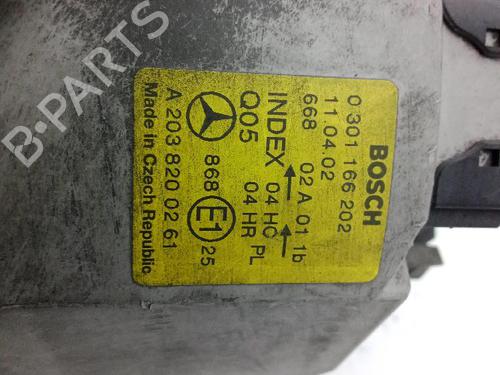 BOSCH
0 301 166 202
11.04.02
668 02 A 01 1b
INDEX 04 HC
Q05 04 HR PL
868 E1 25
A 203 820 02 61
Made in Czech Republic
B-PARTS